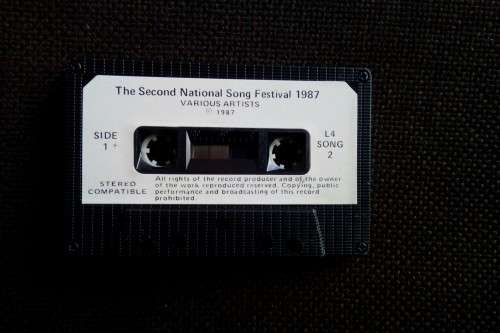 The Second National Song Festival 1987
VARIOUS ARTISTS
℗ 1987
SIDE
1
L4
SONG
2
STEREO
COMPATIBLE
All rights of the record producer and of the owner
of the work reproduced reserved. Copying, public
performance and broadcasting of this record
prohibited.